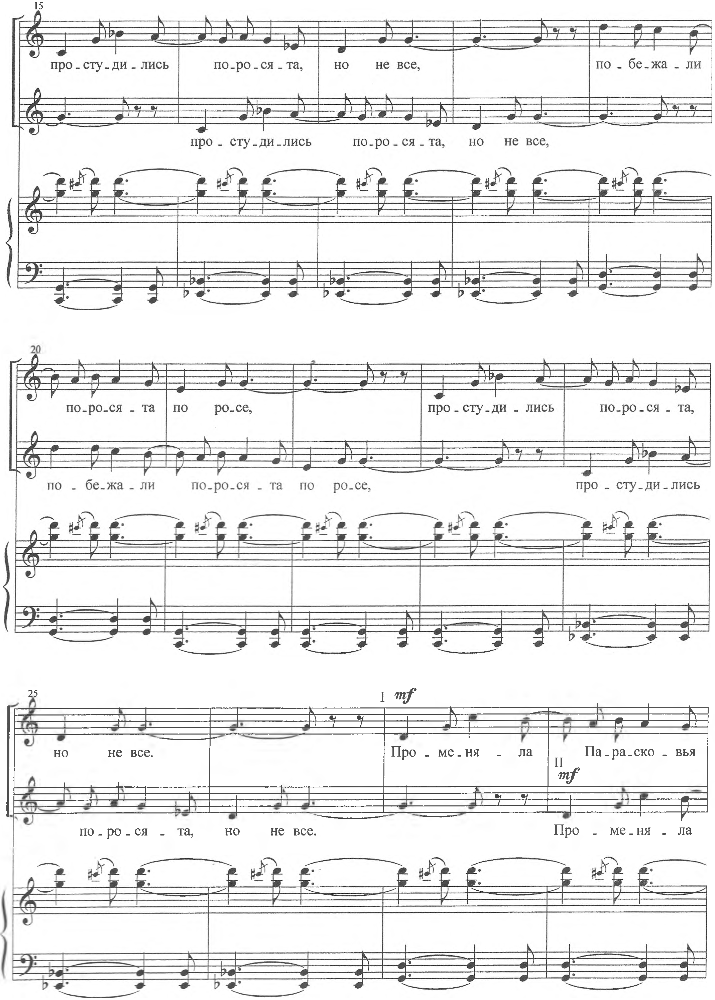 15
про - сту - ди - лись по - ро - ся - та, но не все, по - бе - жа - ли
про - сту - ди - лись по - ро - ся - та, но не все,
20
по - ро - ся - та по ро - се, про - сту - ди - лись по - ро - ся - та,
по - бе - жа - ли по - ро - ся - та по ро - се, про - сту - ди - лись
25
I mf
но не все. Про - ме - ня - ла Па - ра - ско - вья
II
mf
по - ро - ся - та, но не все. Про - ме - ня - ла